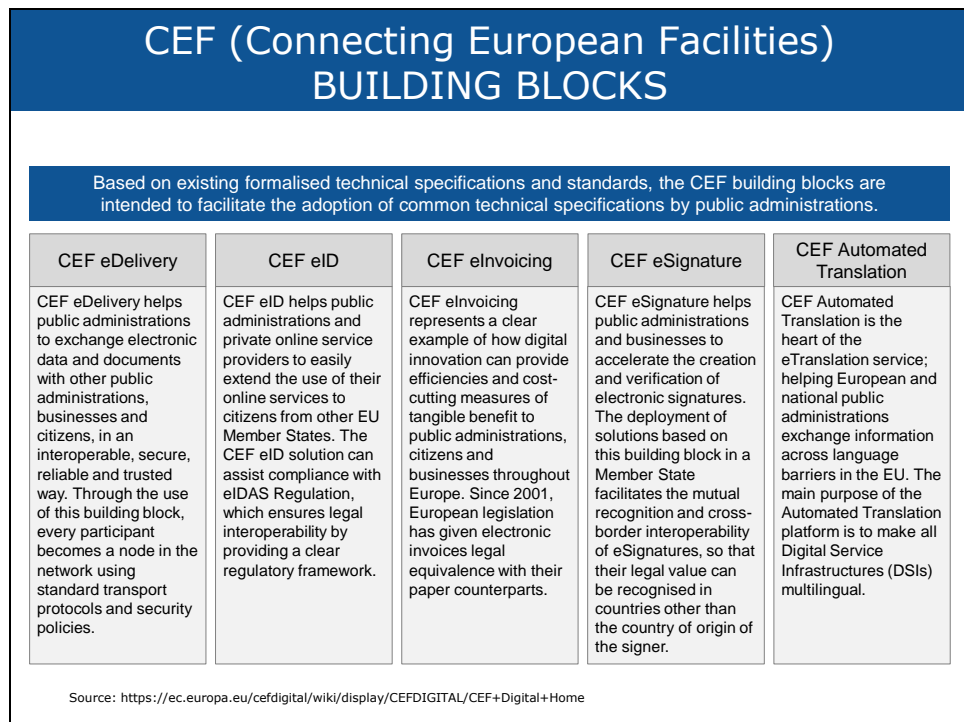 CEF (Connecting European Facilities)
BUILDING BLOCKS
Based on existing formalised technical specifications and standards, the CEF building blocks are
intended to facilitate the adoption of common technical specifications by public administrations.
CEF eDelivery
CEF eDelivery helps
public administrations
to exchange electronic
data and documents
with other public
administrations,
businesses and
citizens, in an
interoperable, secure,
reliable and trusted
way. Through the use
of this building block,
every participant
becomes a node in the
network using
standard transport
protocols and security
policies.
CEF eID
CEF eID helps public
administrations and
private online service
providers to easily
extend the use of their
online services to
citizens from other EU
Member States. The
CEF eID solution can
assist compliance with
eIDAS Regulation,
which ensures legal
interoperability by
providing a clear
regulatory framework.
CEF eInvoicing
CEF eInvoicing
represents a clear
example of how digital
innovation can provide
efficiencies and cost-
cutting measures of
tangible benefit to
public administrations,
citizens and
businesses throughout
Europe. Since 2001,
European legislation
has given electronic
invoices legal
equivalence with their
paper counterparts.
CEF eSignature
CEF eSignature helps
public administrations
and businesses to
accelerate the creation
and verification of
electronic signatures.
The deployment of
solutions based on
this building block in a
Member State
facilitates the mutual
recognition and cross-
border interoperability
of eSignatures, so that
their legal value can
be recognised in
countries other than
the country of origin of
the signer.
CEF Automated
Translation
CEF Automated
Translation is the
heart of the
eTranslation service;
helping European and
national public
administrations
exchange information
across language
barriers in the EU. The
main purpose of the
Automated Translation
platform is to make all
Digital Service
Infrastructures (DSIs)
multilingual.
Source: https://ec.europa.eu/cefdigital/wiki/display/CEFDIGITAL/CEF+Digital+Home